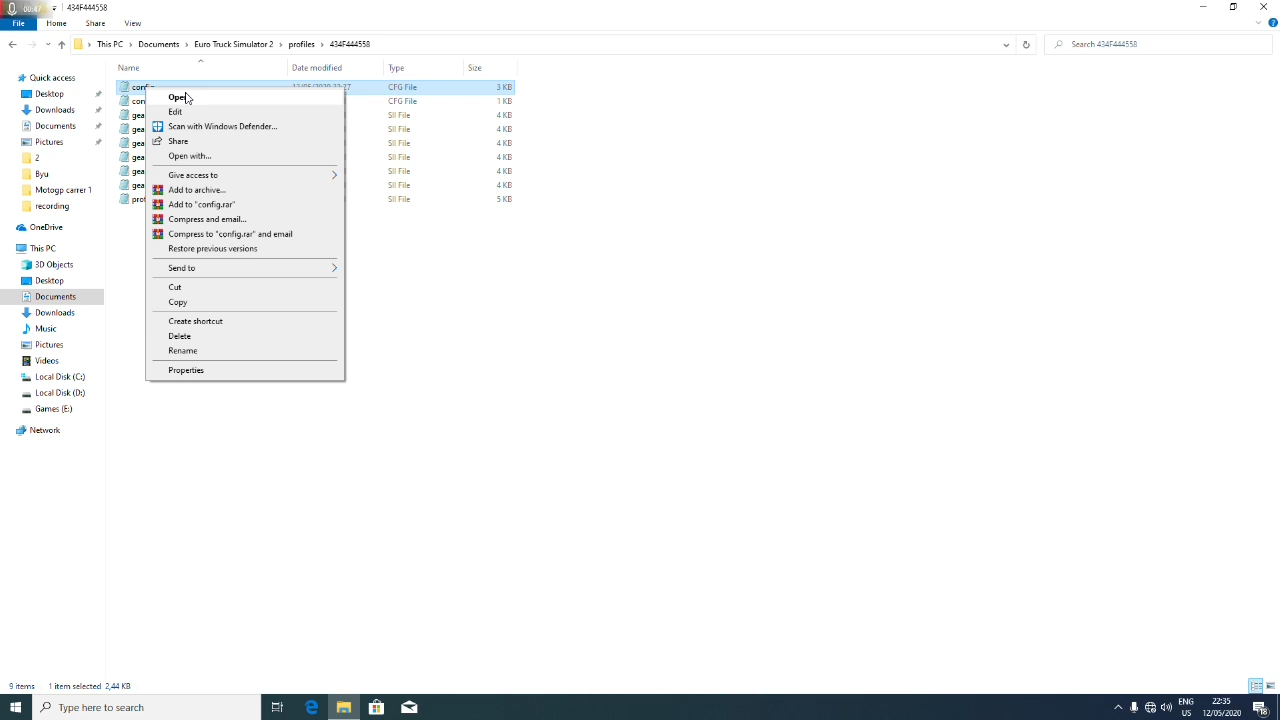 00:47
434F444558
File Home Share View
This PC Documents Euro Truck Simulator 2 profiles 434F444558
Search 434F444558
Name Date modified Type Size
Quick access
Desktop
Downloads
Documents
Pictures
2
Byu
Motogp carrer 1
recording
OneDrive
This PC
3D Objects
Desktop
Documents
Downloads
Music
Pictures
Videos
Local Disk (C:)
Local Disk (D:)
Games (E:)
Network
CFG File 3 KB
CFG File 1 KB
SII File 4 KB
SII File 4 KB
SII File 4 KB
SII File 4 KB
SII File 4 KB
SII File 4 KB
SII File 5 KB
Open
Edit
Scan with Windows Defender...
Share
Open with...
Give access to
Add to archive...
Add to "config.rar"
Compress and email...
Compress to "config.rar" and email
Restore previous versions
Send to
Cut
Copy
Create shortcut
Delete
Rename
Properties
9 items 1 item selected 2,44 KB
Type here to search
ENG
US
22:35
12/05/2020
18